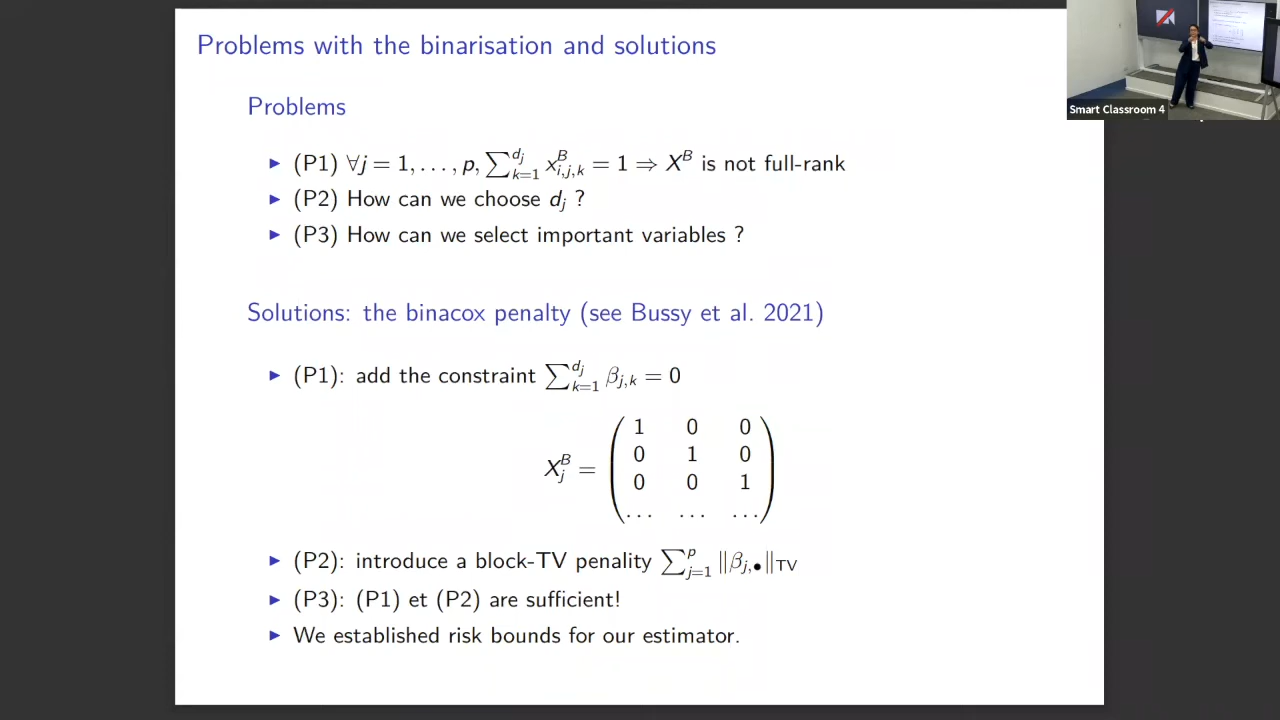 Problems with the binarisation and solutions
Smart Classroom 4
Problems
▶ (P1) ∀j = 1, . . . , p, ∑_{k=1}^{d_j} x_{i,j,k}^B = 1 ⇒ X^B is not full-rank
▶ (P2) How can we choose d_j ?
▶ (P3) How can we select important variables ?
Solutions: the binacox penalty (see Bussy et al. 2021)
▶ (P1): add the constraint ∑_{k=1}^{d_j} β_{j,k} = 0
X_j^B =
1 0 0
0 1 0
0 0 1
. . . . . . . . .
▶ (P2): introduce a block-TV penality ∑_{j=1}^{p} ‖β_{j,•}‖_TV
▶ (P3): (P1) et (P2) are sufficient!
▶ We established risk bounds for our estimator.